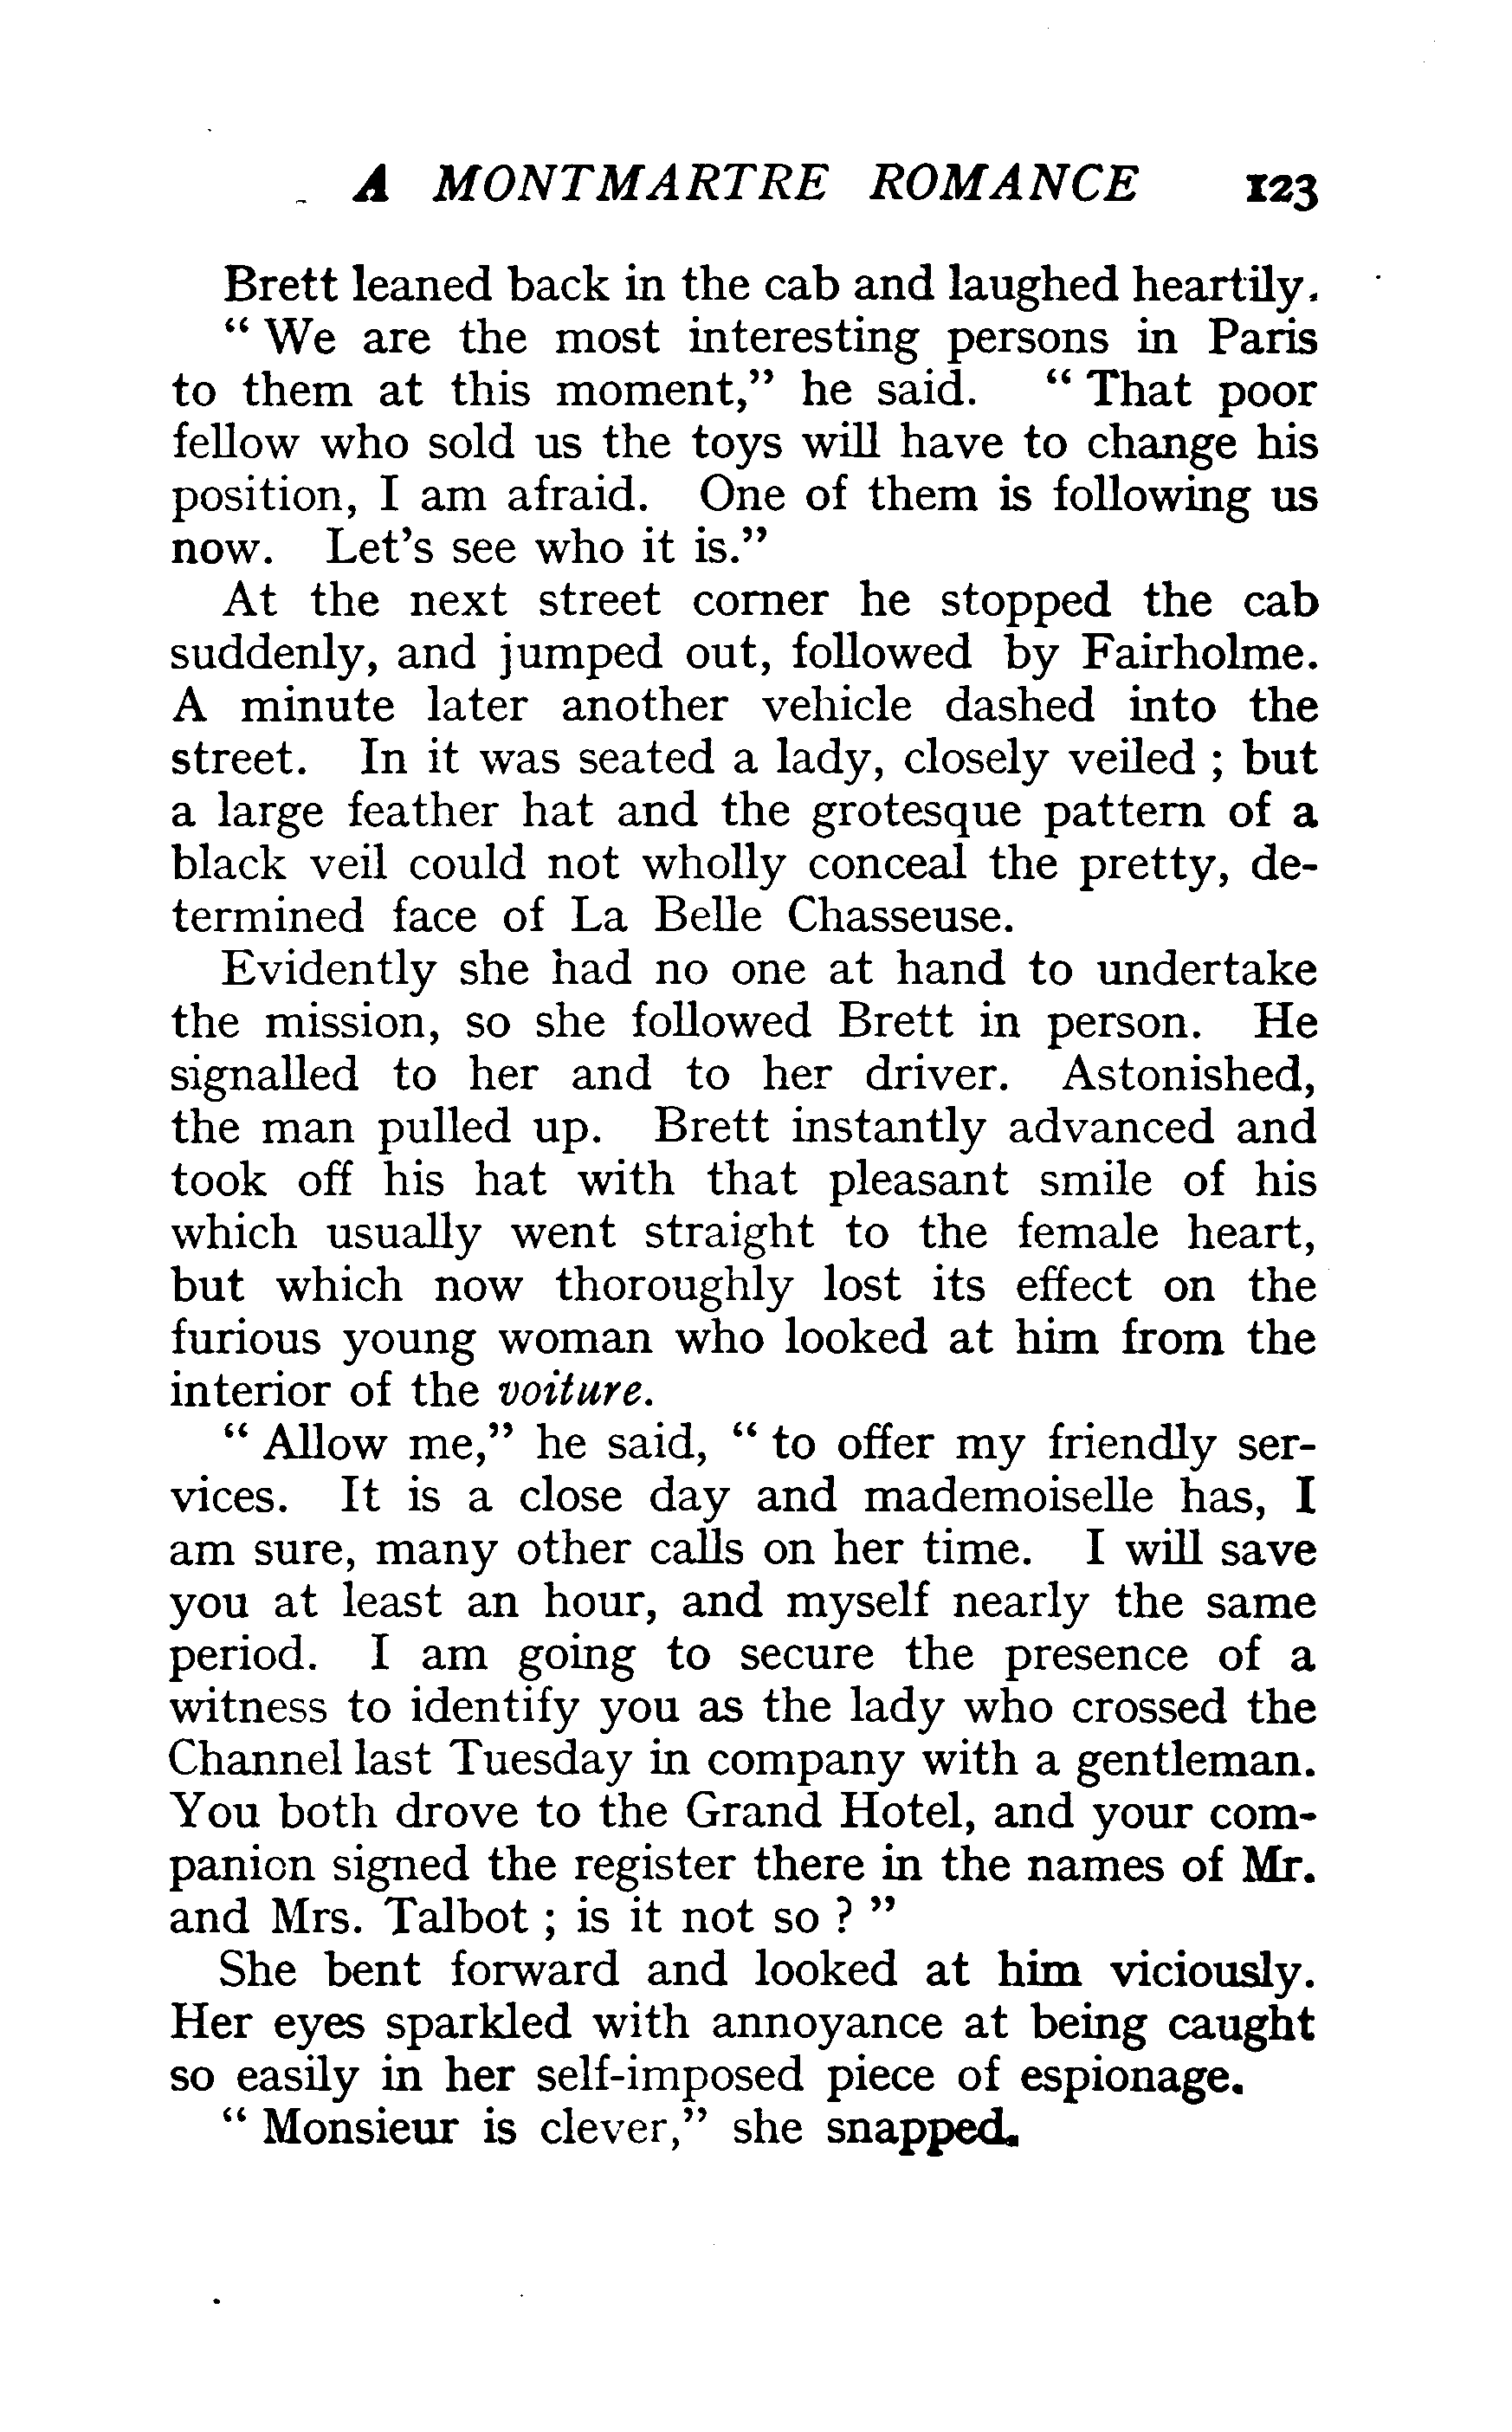 A MONTMARTRE ROMANCE 123
Brett leaned back in the cab and laughed heartily.
“ We are the most interesting persons in Paris
to them at this moment,” he said. “ That poor
fellow who sold us the toys will have to change his
position, I am afraid. One of them is following us
now. Let’s see who it is.”
At the next street corner he stopped the cab
suddenly, and jumped out, followed by Fairholme.
A minute later another vehicle dashed into the
street. In it was seated a lady, closely veiled ; but
a large feather hat and the grotesque pattern of a
black veil could not wholly conceal the pretty, de-
termined face of La Belle Chasseuse.
Evidently she had no one at hand to undertake
the mission, so she followed Brett in person. He
signalled to her and to her driver. Astonished,
the man pulled up. Brett instantly advanced and
took off his hat with that pleasant smile of his
which usually went straight to the female heart,
but which now thoroughly lost its effect on the
furious young woman who looked at him from the
interior of the voiture.
“ Allow me,” he said, “ to offer my friendly ser-
vices. It is a close day and mademoiselle has, I
am sure, many other calls on her time. I will save
you at least an hour, and myself nearly the same
period. I am going to secure the presence of a
witness to identify you as the lady who crossed the
Channel last Tuesday in company with a gentleman.
You both drove to the Grand Hotel, and your com-
panion signed the register there in the names of Mr.
and Mrs. Talbot ; is it not so ? ”
She bent forward and looked at him viciously.
Her eyes sparkled with annoyance at being caught
so easily in her self-imposed piece of espionage.
“ Monsieur is clever,” she snapped.